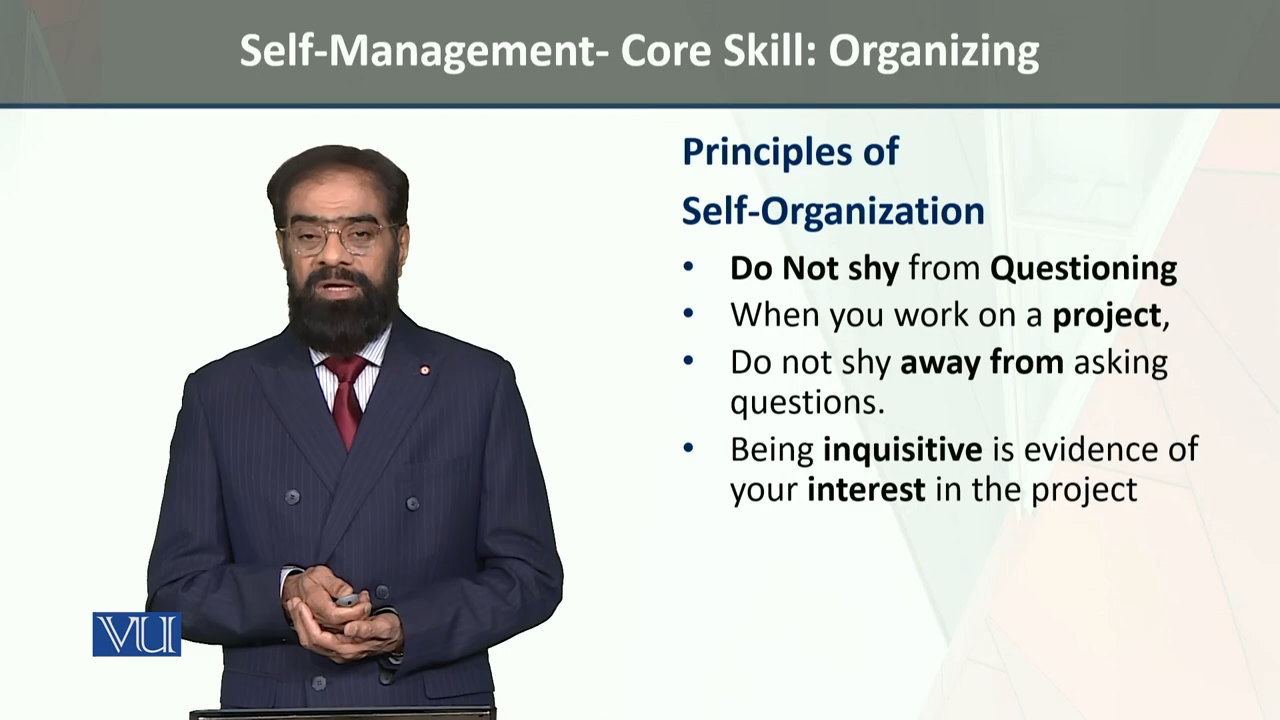 Self-Management- Core Skill: Organizing
Principles of
Self-Organization
• Do Not shy from Questioning
• When you work on a project,
• Do not shy away from asking
questions.
• Being inquisitive is evidence of
your interest in the project
VU